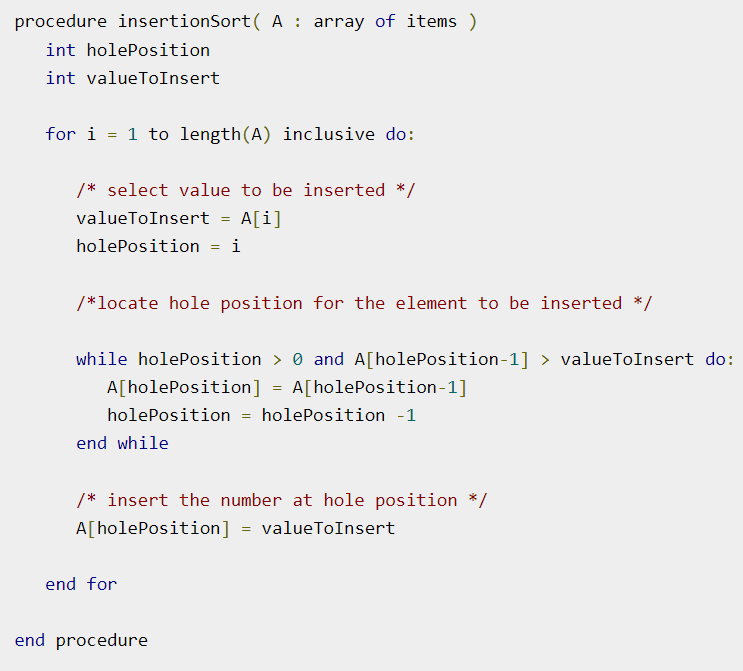 procedure insertionSort( A : array of items )
   int holePosition
   int valueToInsert

   for i = 1 to length(A) inclusive do:

      /* select value to be inserted */
      valueToInsert = A[i]
      holePosition = i

      /*locate hole position for the element to be inserted */

      while holePosition > 0 and A[holePosition-1] > valueToInsert do:
         A[holePosition] = A[holePosition-1]
         holePosition = holePosition -1
      end while

      /* insert the number at hole position */
      A[holePosition] = valueToInsert

   end for

end procedure